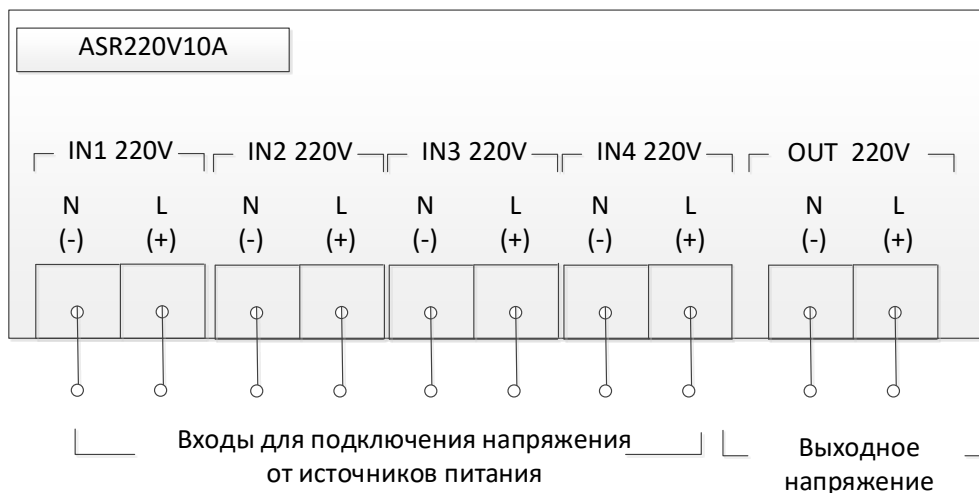 ASR220V10A
IN1 220V IN2 220V IN3 220V IN4 220V OUT 220V
N L N L N L N L N L
(-) (+) (-) (+) (-) (+) (-) (+) (-) (+)
Входы для подключения напряжения
от источников питания
Выходное
напряжение